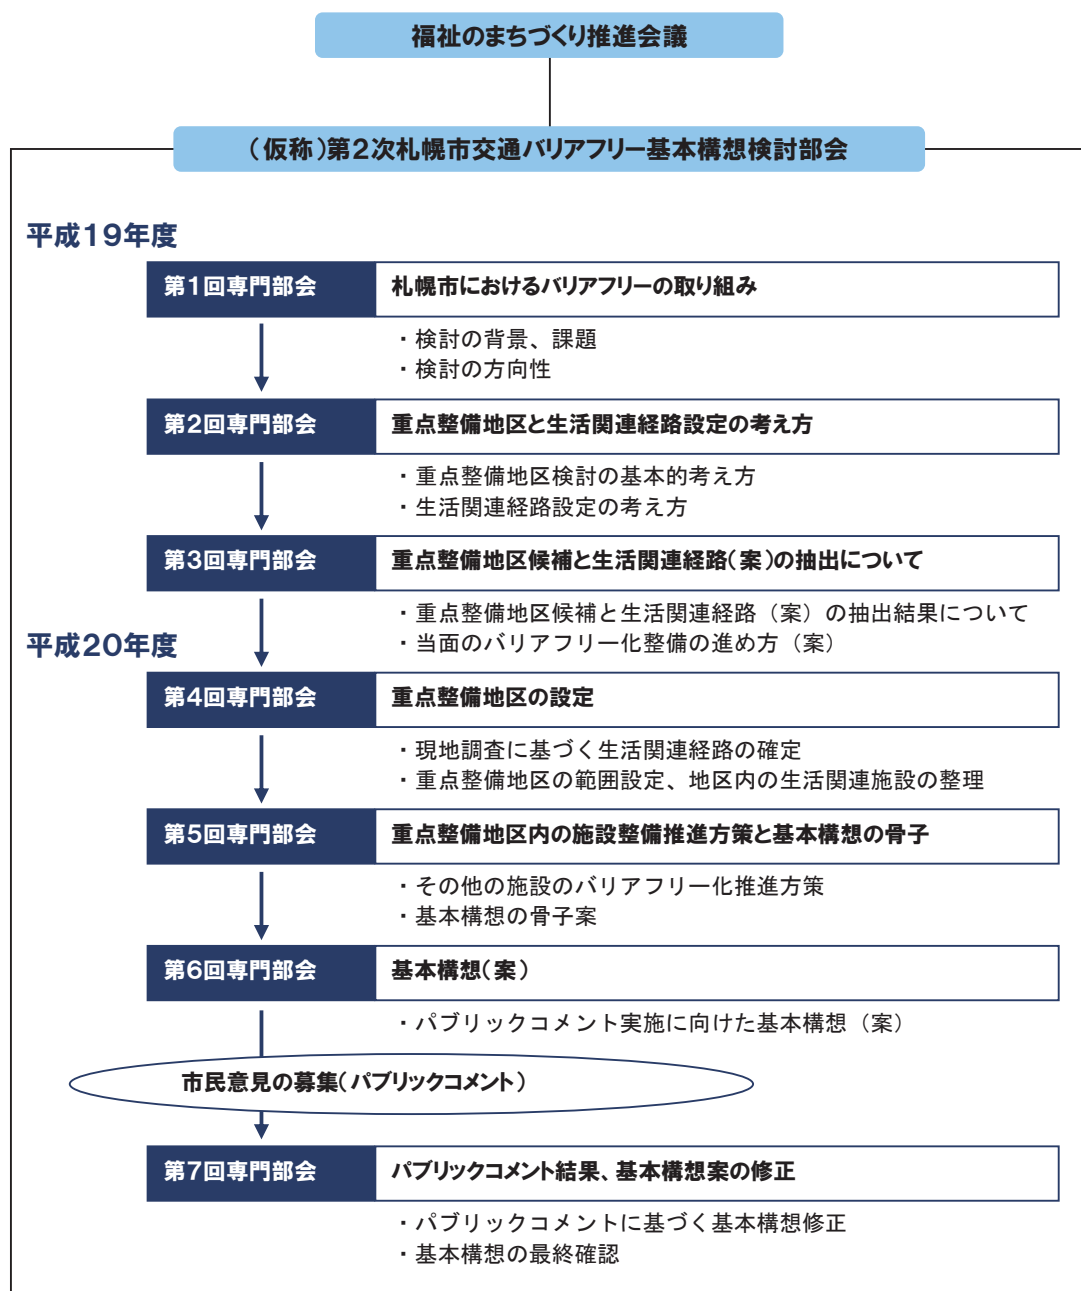 福祉のまちづくり推進会議
(仮称)第2次札幌市交通バリアフリー基本構想検討部会
平成19年度
第1回専門部会 札幌市におけるバリアフリーの取り組み
・検討の背景、課題
・検討の方向性
第2回専門部会 重点整備地区と生活関連経路設定の考え方
・重点整備地区検討の基本的考え方
・生活関連経路設定の考え方
第3回専門部会 重点整備地区候補と生活関連経路(案)の抽出について
・重点整備地区候補と生活関連経路（案）の抽出結果について
平成20年度
・当面のバリアフリー化整備の進め方（案）
第4回専門部会 重点整備地区の設定
・現地調査に基づく生活関連経路の確定
・重点整備地区の範囲設定、地区内の生活関連施設の整理
第5回専門部会 重点整備地区内の施設整備推進方策と基本構想の骨子
・その他の施設のバリアフリー化推進方策
・基本構想の骨子案
第6回専門部会 基本構想(案)
・パブリックコメント実施に向けた基本構想（案）
市民意見の募集(パブリックコメント)
第7回専門部会 パブリックコメント結果、基本構想案の修正
・パブリックコメントに基づく基本構想修正
・基本構想の最終確認